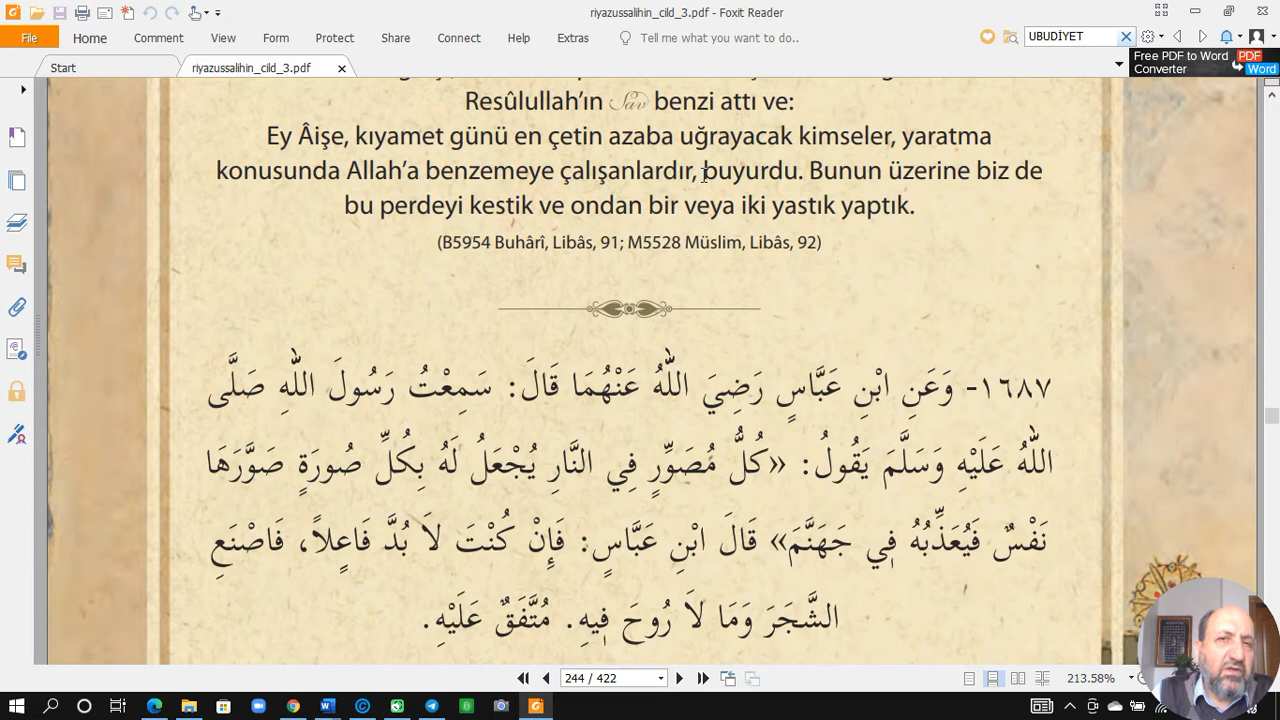 riyazussalihin_cild_3.pdf - Foxit Reader
File Home Comment View Form Protect Share Connect Help Extras Tell me what you want to do.. UBUDİYET
Start riyazussalihin_cild_3.pdf
Free PDF to Word Converter PDF Word
Resûlullah’ın Sav benzi attı ve:
Ey Âişe, kıyamet günü en çetin azaba uğrayacak kimseler, yaratma
konusunda Allah’a benzemeye çalışanlardır, buyurdu. Bunun üzerine biz de
bu perdeyi kestik ve ondan bir veya iki yastık yaptık.
(B5954 Buhârî, Libâs, 91; M5528 Müslim, Libâs, 92)
١٦٨٧- وَعَنِ ابْنِ عَبَّاسٍ رَضِيَ اللّٰهُ عَنْهُمَا قَالَ: سَمِعْتُ رَسُولَ اللّٰهِ صَلَّى
اللّٰهُ عَلَيْهِ وَسَلَّمَ يَقُولُ: «كُلُّ مُصَوِّرٍ فِي النَّارِ يُجْعَلُ لَهُ بِكُلِّ صُورَةٍ صَوَّرَهَا
نَفْسٌ فَيُعَذِّبُهُ فِي جَهَنَّمَ» قَالَ ابْنِ عَبَّاسٍ: فَإِنْ كُنْتَ لَا بُدَّ فَاعِلاً، فَاصْنَعِ
الشَّجَرَ وَمَا لَا رُوحَ فِيهِ. مُتَّفَقٌ عَلَيْهِ.
244 / 422
213.58%